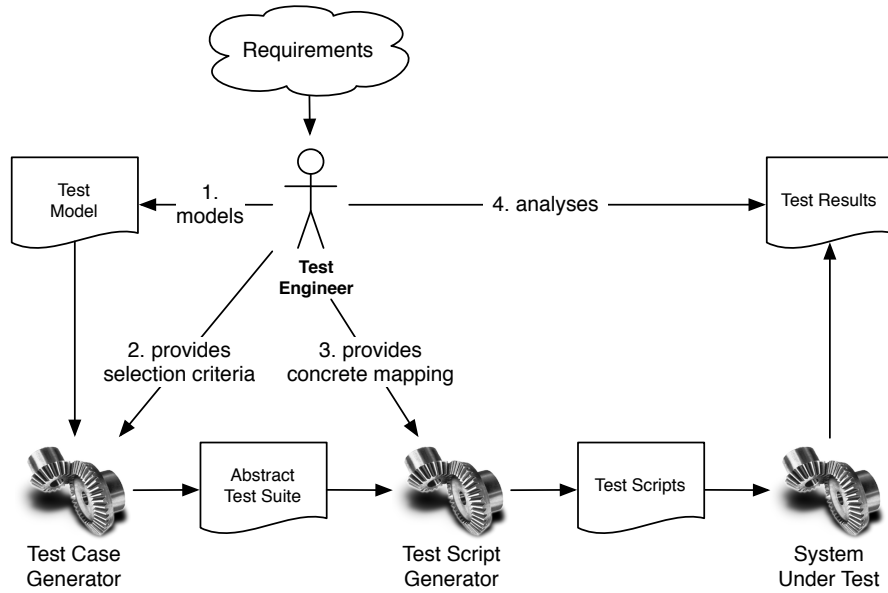 Requirements
Test
Model
1.
models
4. analyses
Test Results
Test
Engineer
2. provides
selection criteria
3. provides
concrete mapping
Abstract
Test Suite
Test Scripts
Test Case
Generator
Test Script
Generator
System
Under Test